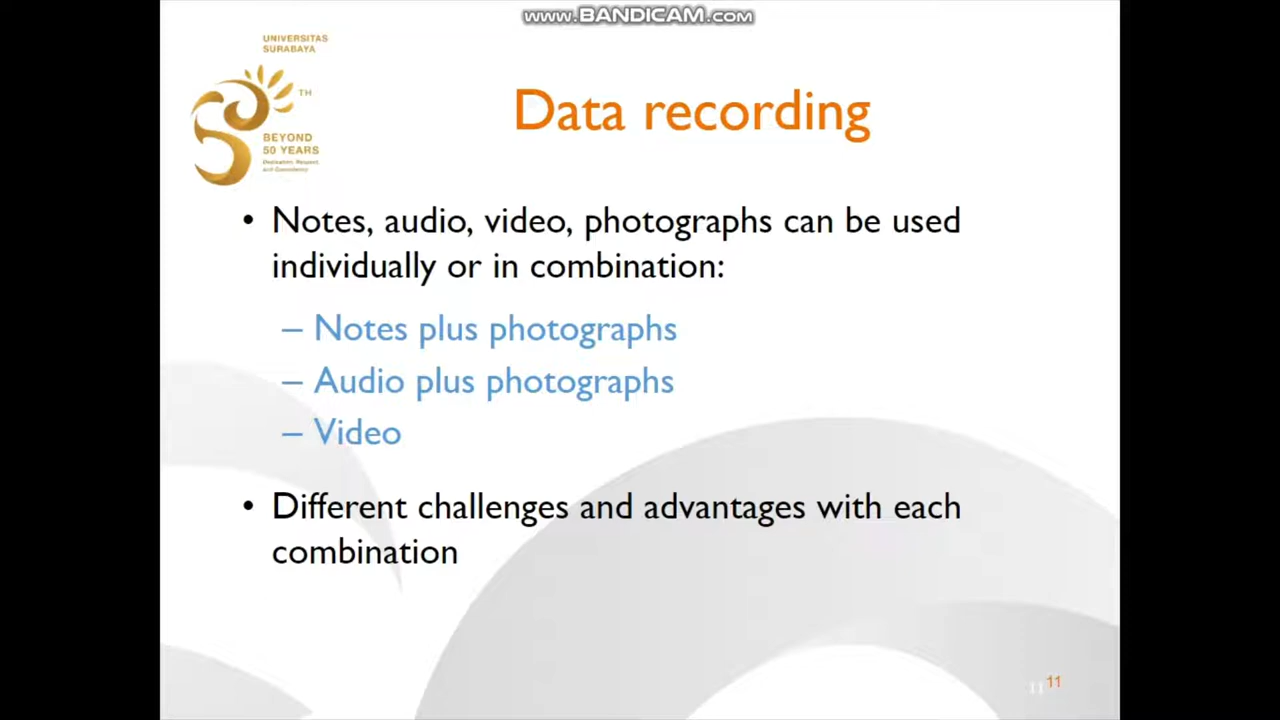 www.BANDICAM.com
UNIVERSITAS
SURABAYA
TH
BEYOND
50 YEARS
Data recording
• Notes, audio, video, photographs can be used
individually or in combination:
– Notes plus photographs
– Audio plus photographs
– Video
• Different challenges and advantages with each
combination
11
11